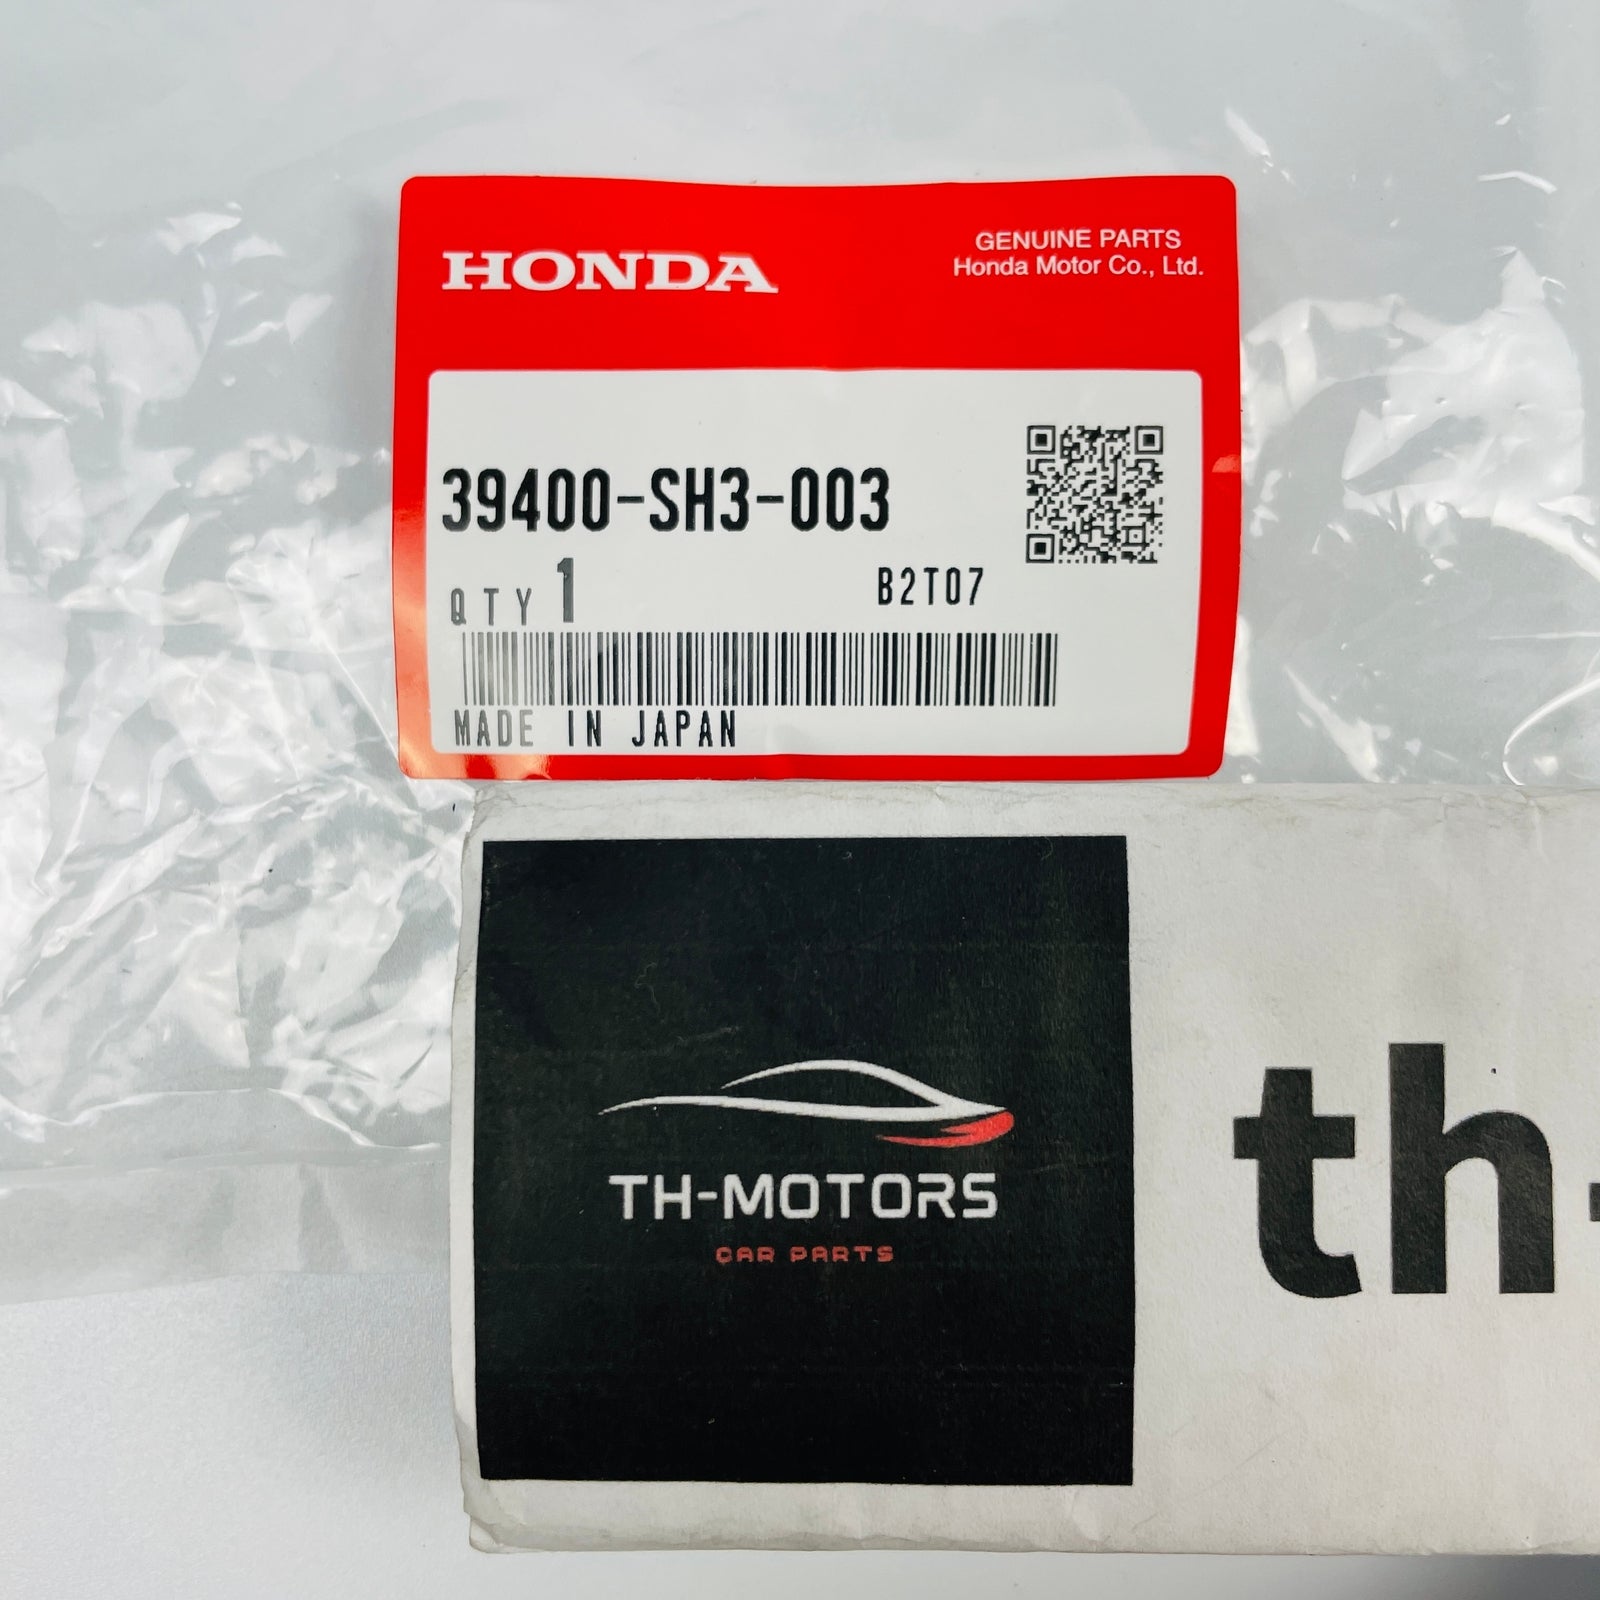 HONDA
GENUINE PARTS
Honda Motor Co., Ltd.
39400-SH3-003
QTY 1
B2T07
MADE IN JAPAN
TH-MOTORS
CAR PARTS
th-